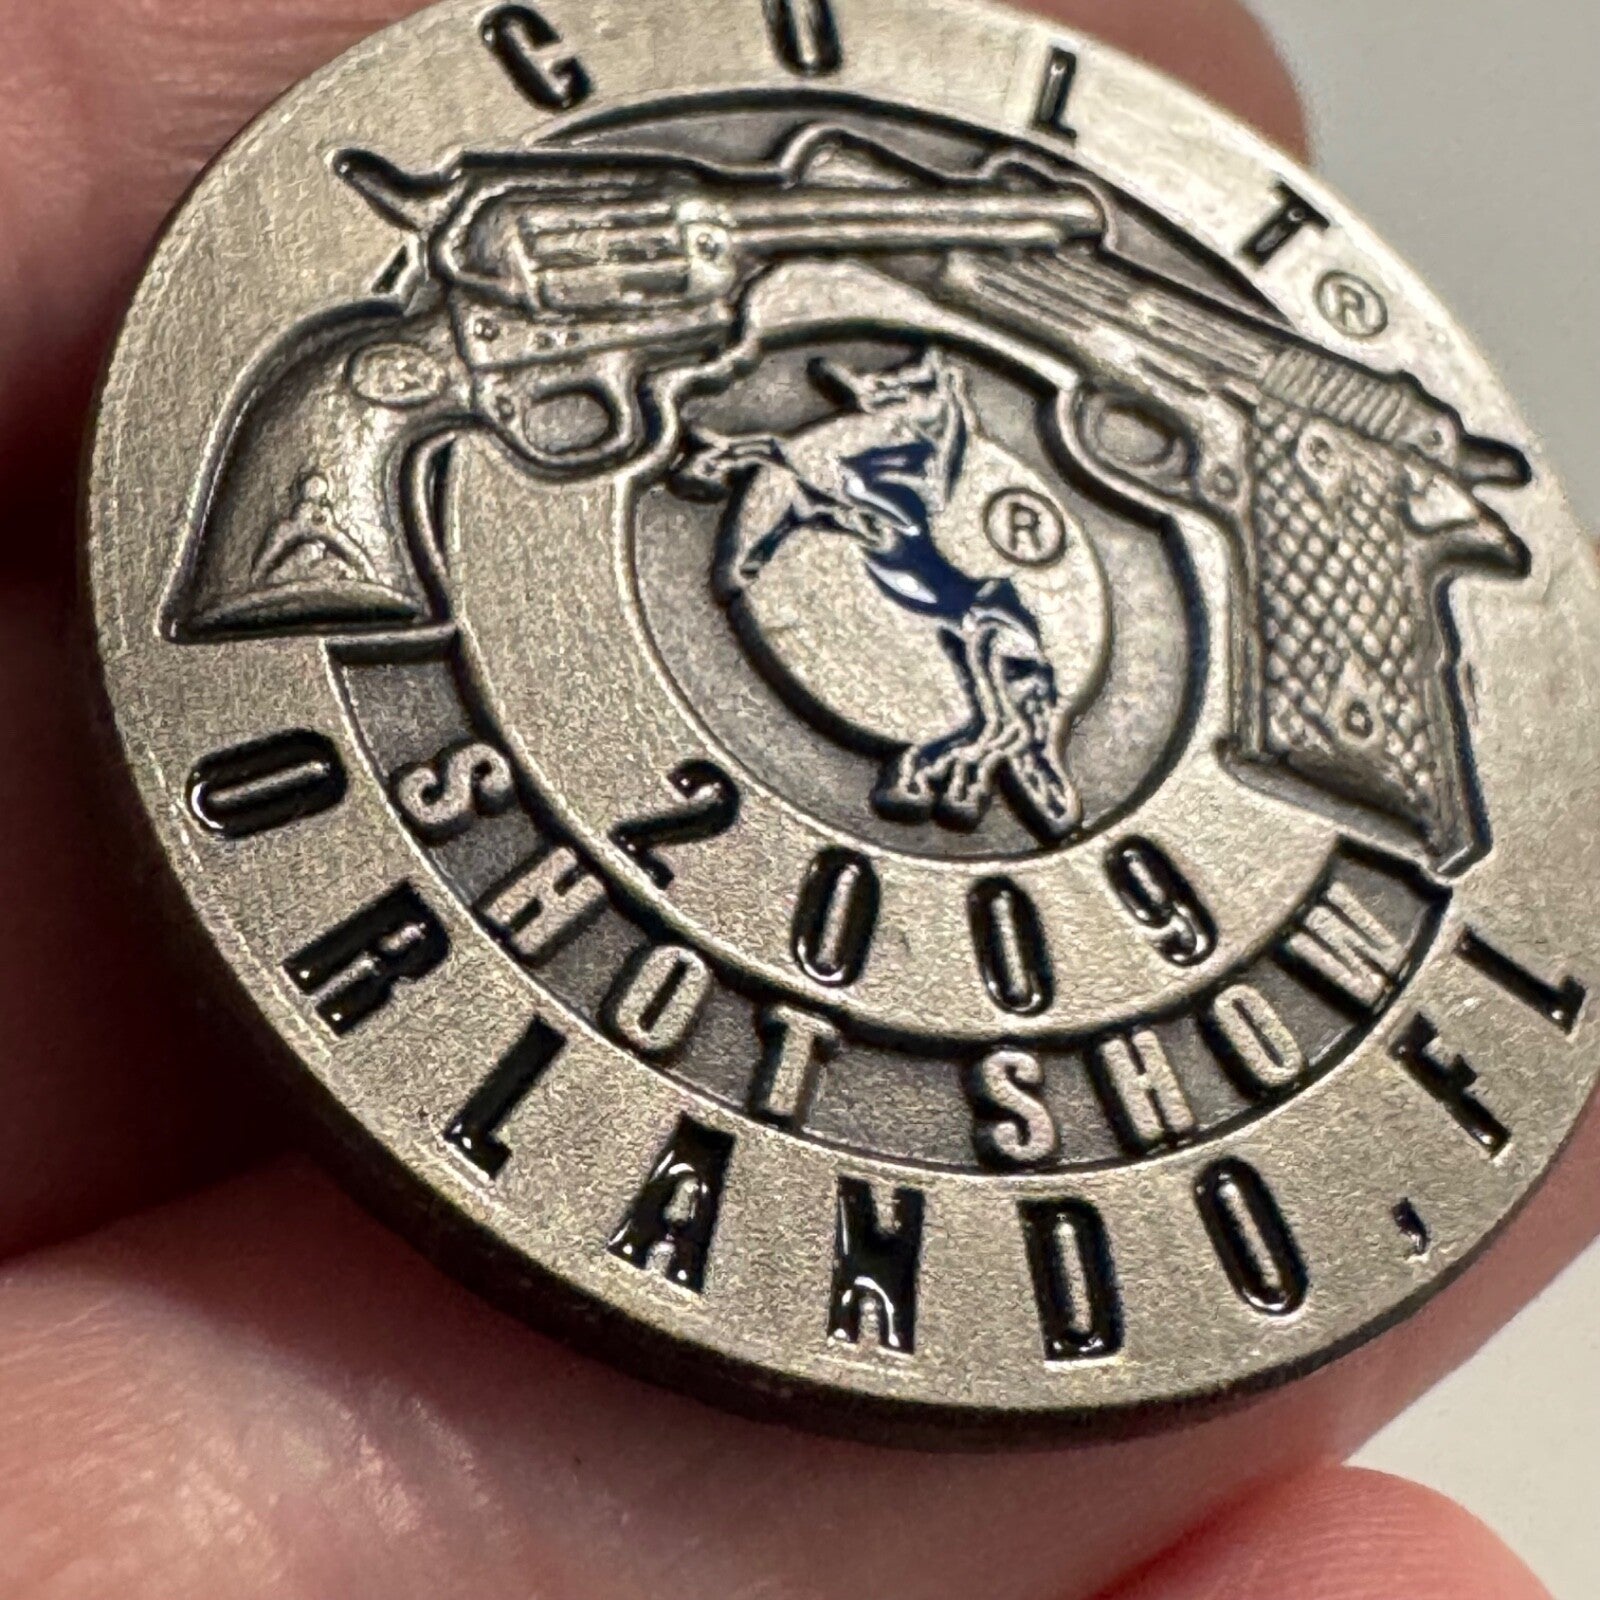 COLT®
®
®
2009
SHOT SHOW
ORLANDO, FL